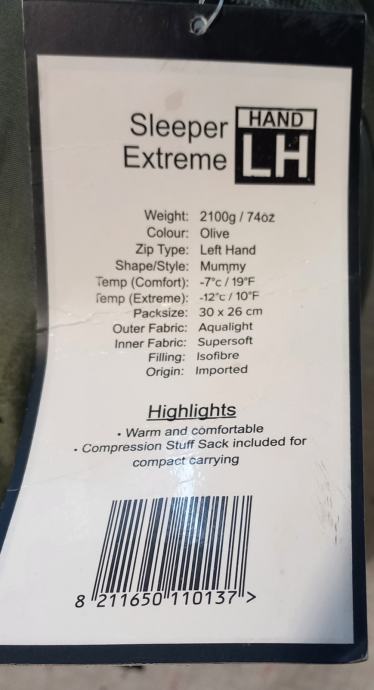 Sleeper
Extreme
HAND
LH
Weight: 2100g / 74oz
Colour: Olive
Zip Type: Left Hand
Shape/Style: Mummy
Temp (Comfort): -7°c / 19°F
Temp (Extreme): -12°c / 10°F
Packsize: 30 x 26 cm
Outer Fabric: Aqualight
Inner Fabric: Supersoft
Filling: Isofibre
Origin: Imported
Highlights
• Warm and comfortable
• Compression Stuff Sack included for
compact carrying
8 211650 110137 >